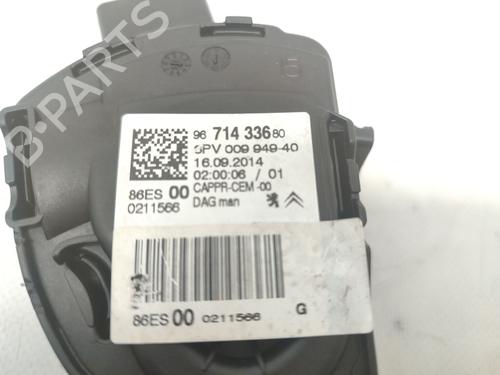 B-PARTS
96 714 336 80
6PV 009 949-40
16.09.2014
02:00:06 / 01
86ES 00 CAPPR-CEM -00
0211566 DAG man
86ES 00 0211566 G